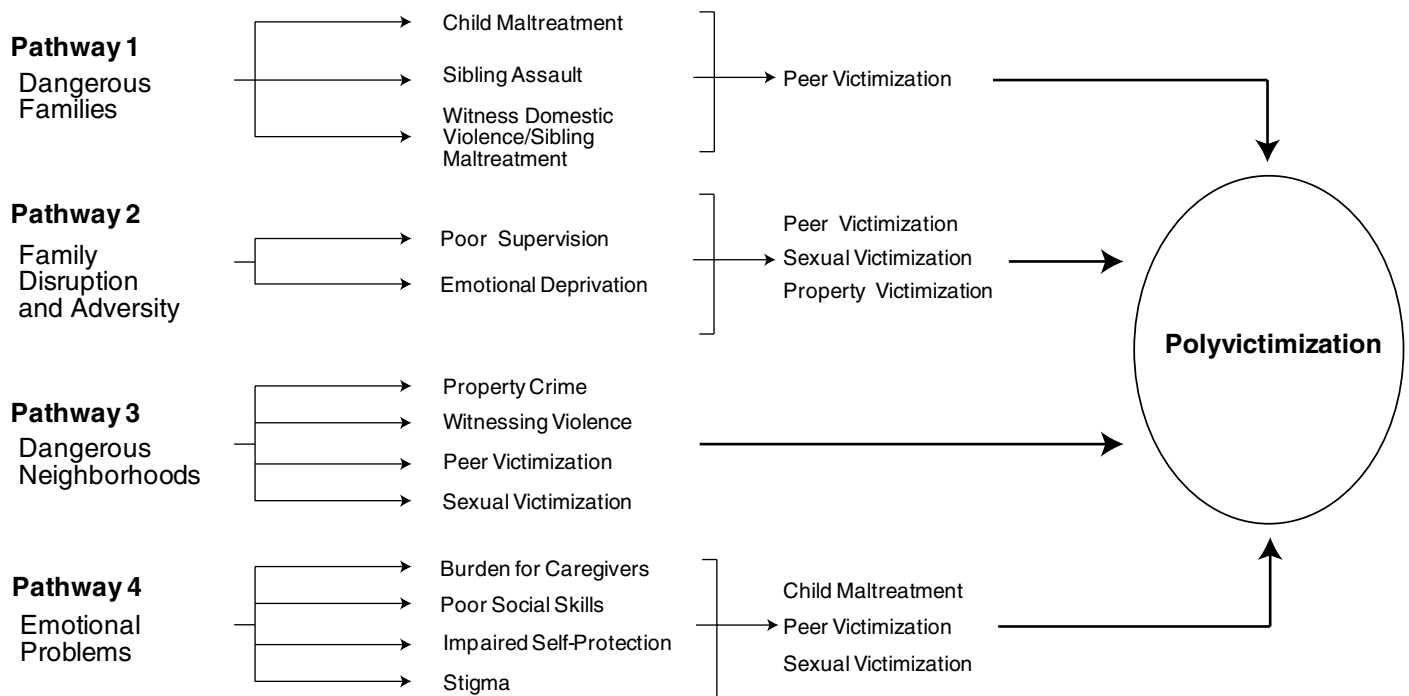 Pathway 1
Dangerous
Families
Child Maltreatment
Sibling Assault
Witness Domestic
Violence/Sibling
Maltreatment
Peer Victimization
Pathway 2
Family
Disruption
and Adversity
Poor Supervision
Emotional Deprivation
Peer Victimization
Sexual Victimization
Property Victimization
Polyvictimization
Pathway 3
Dangerous
Neighborhoods
Property Crime
Witnessing Violence
Peer Victimization
Sexual Victimization
Pathway 4
Emotional
Problems
Burden for Caregivers
Poor Social Skills
Impaired Self-Protection
Stigma
Child Maltreatment
Peer Victimization
Sexual Victimization